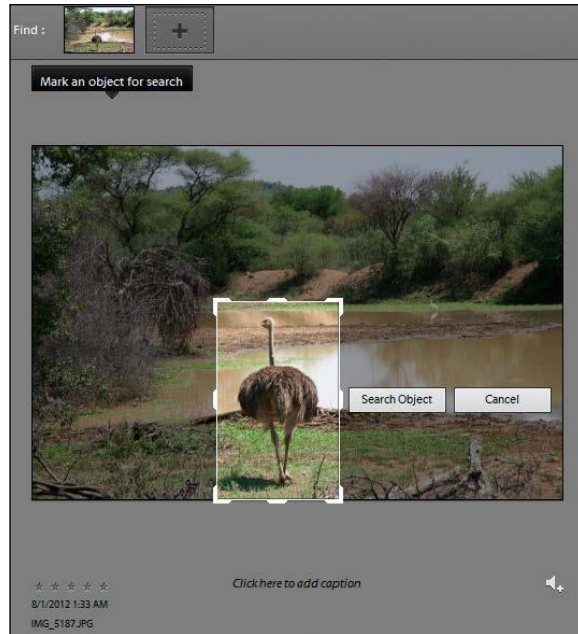 Find :
Mark an object for search
Search Object
Cancel
Click here to add caption
8/1/2012 1:33 AM
IMG_5187.JPG